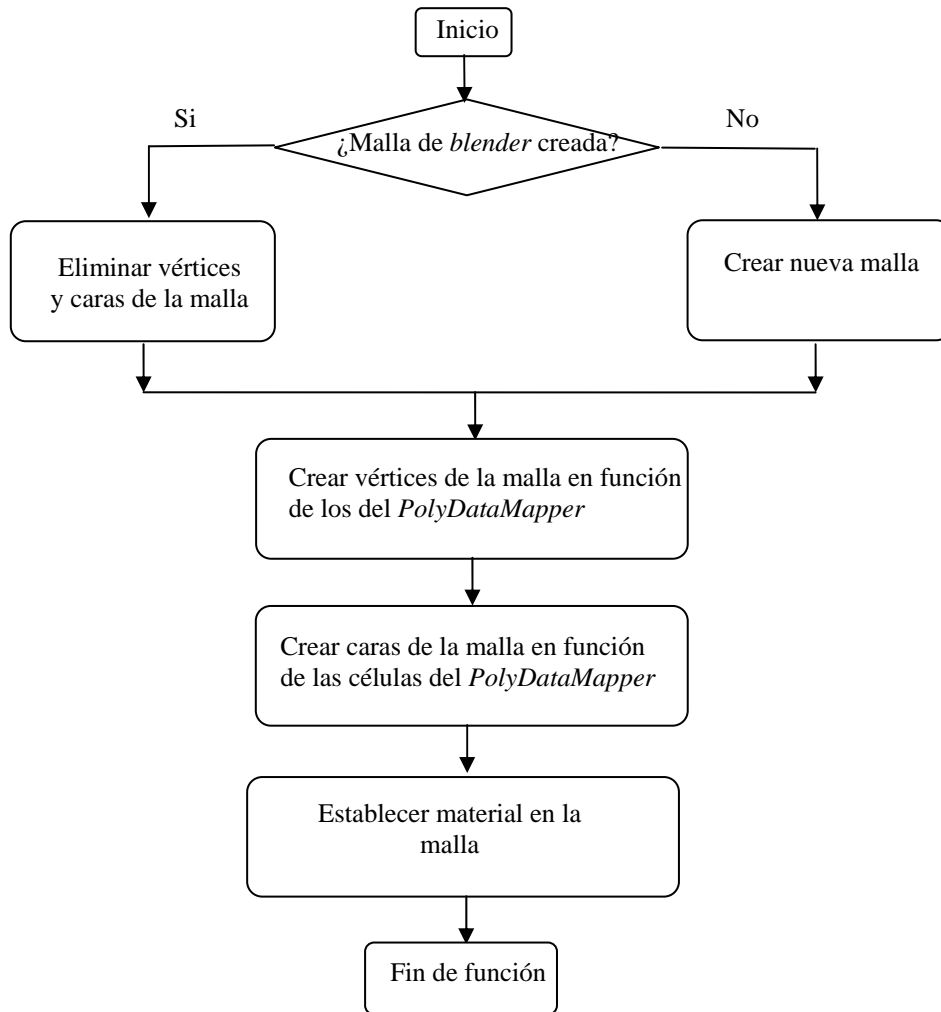 Inicio
Si
No
¿Malla de blender creada?
Eliminar vértices
y caras de la malla
Crear nueva malla
Crear vértices de la malla en función
de los del PolyDataMapper
Crear caras de la malla en función
de las células del PolyDataMapper
Establecer material en la
malla
Fin de función